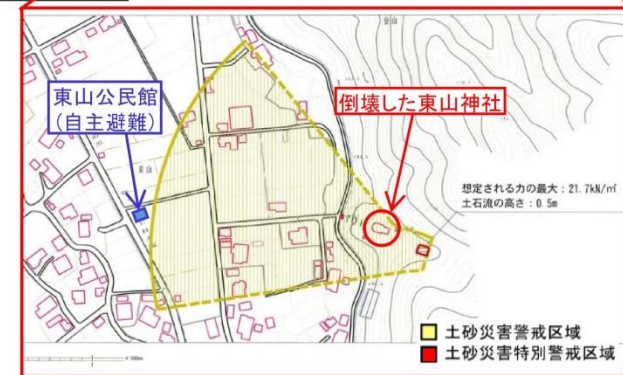 東山公民館
(自主避難)
倒壊した東山神社
想定される力の最大：21.7kN/㎡
土石流の高さ：0.5m
土砂災害警戒区域
土砂災害特別警戒区域